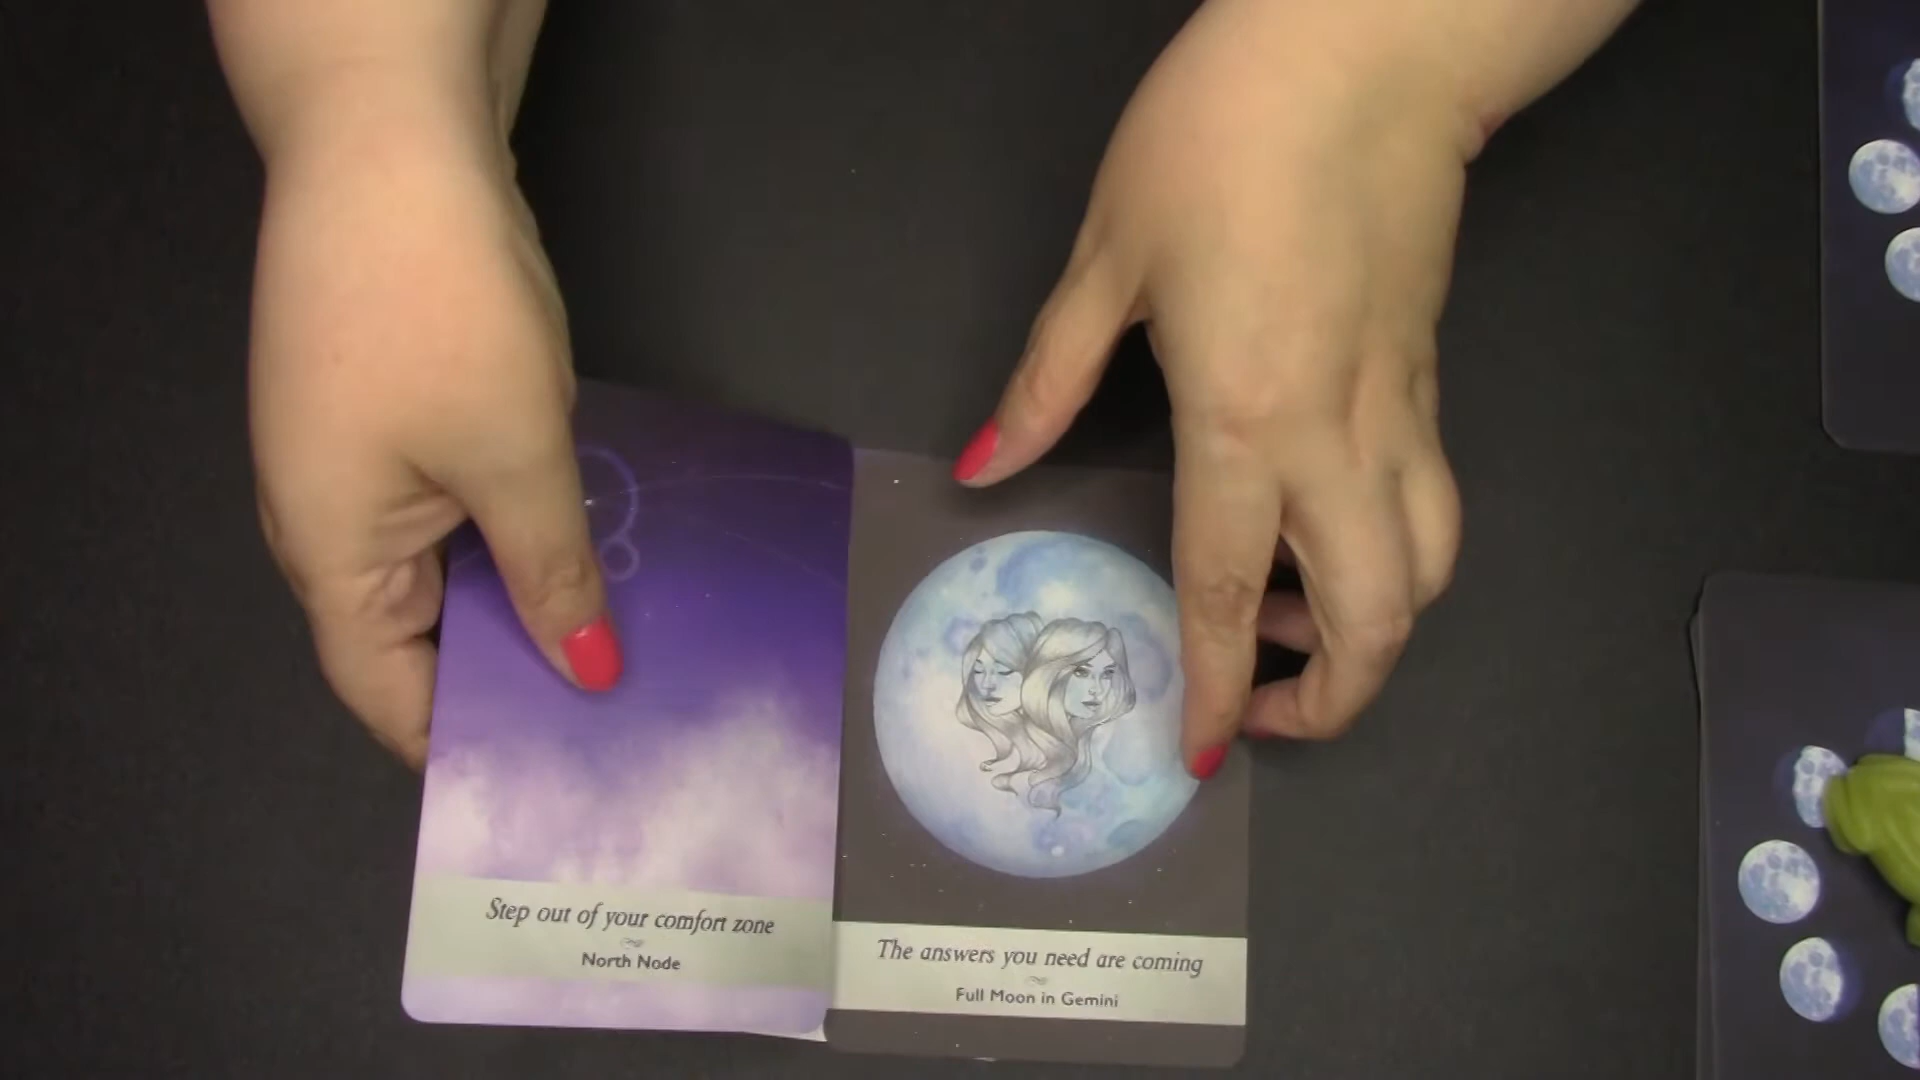 Step out of your comfort zone
North Node
The answers you need are coming
Full Moon in Gemini